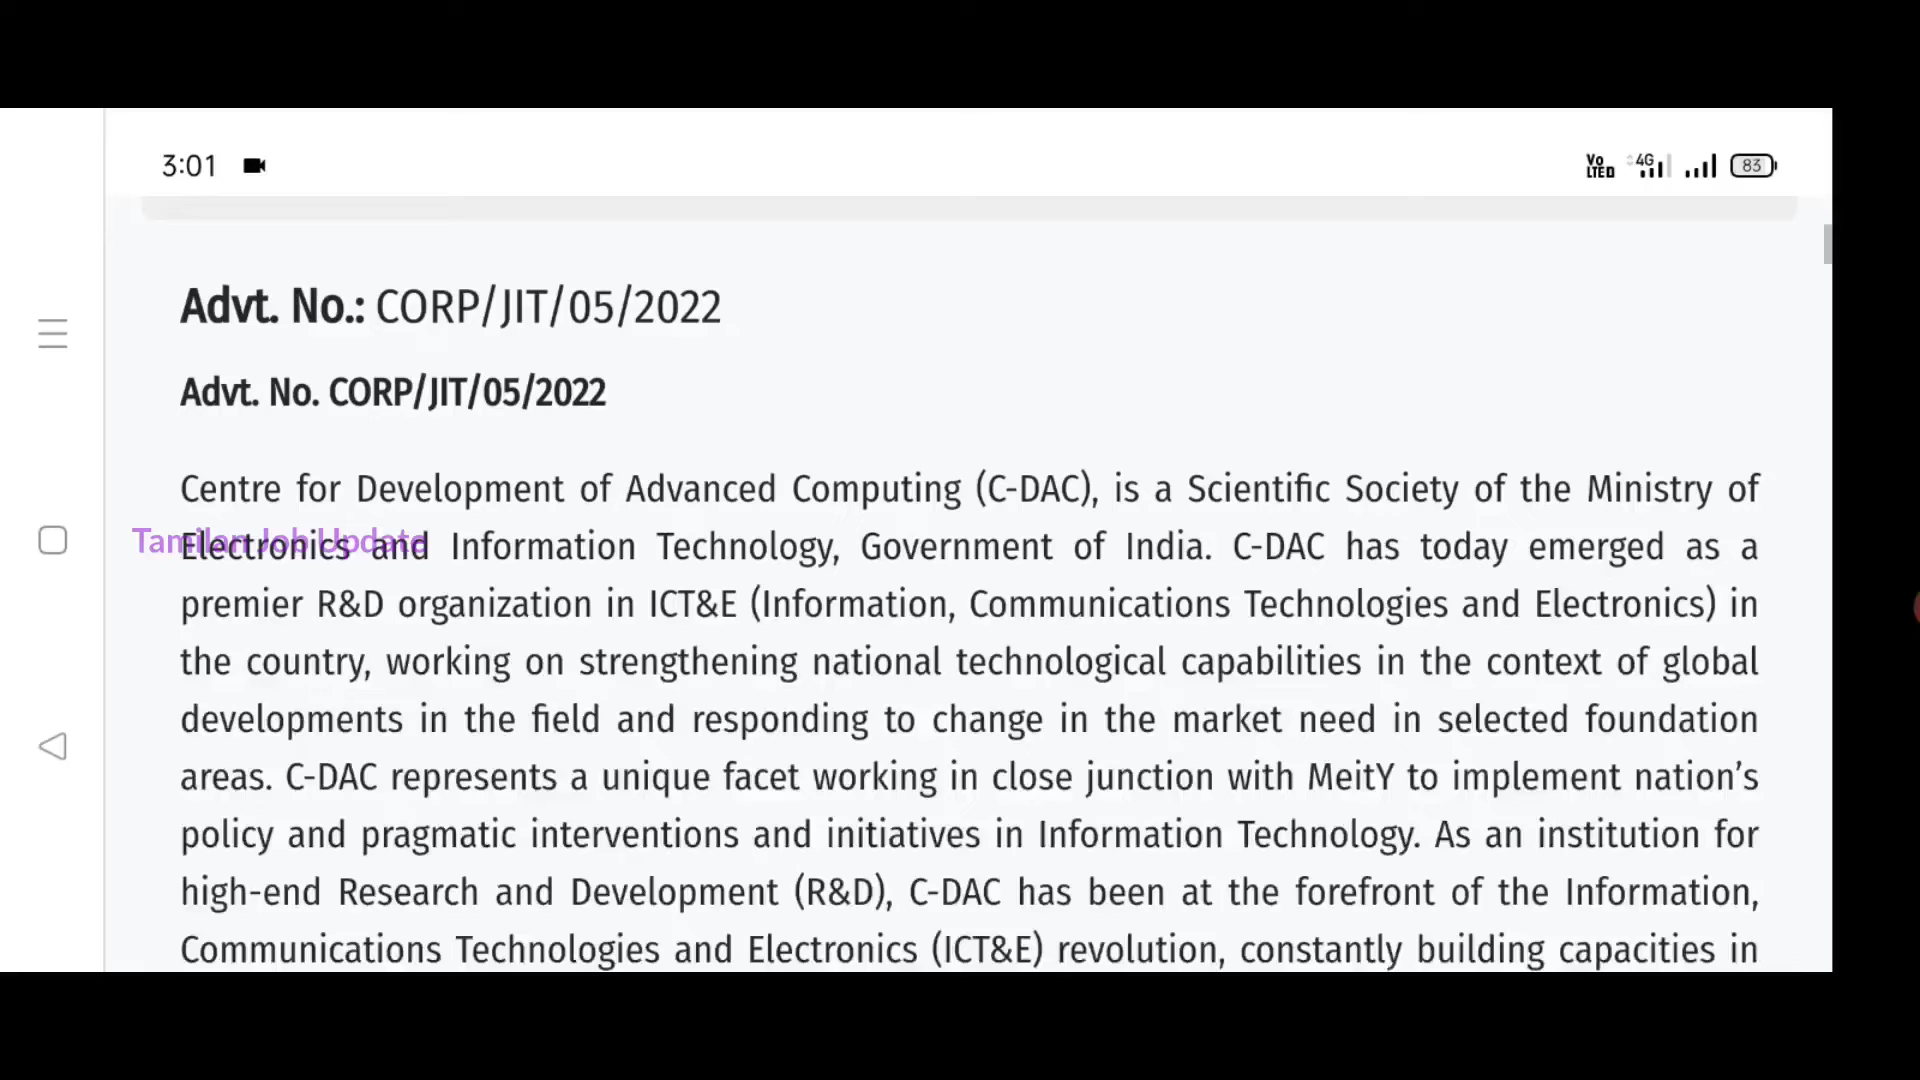 3:01
Vo LTED 4G 83
Advt. No.: CORP/JIT/05/2022
Advt. No. CORP/JIT/05/2022
Centre for Development of Advanced Computing (C-DAC), is a Scientific Society of the Ministry of
Tamilan Job Update
Electronics and Information Technology, Government of India. C-DAC has today emerged as a
premier R&D organization in ICT&E (Information, Communications Technologies and Electronics) in
the country, working on strengthening national technological capabilities in the context of global
developments in the field and responding to change in the market need in selected foundation
areas. C-DAC represents a unique facet working in close junction with MeitY to implement nation’s
policy and pragmatic interventions and initiatives in Information Technology. As an institution for
high-end Research and Development (R&D), C-DAC has been at the forefront of the Information,
Communications Technologies and Electronics (ICT&E) revolution, constantly building capacities in